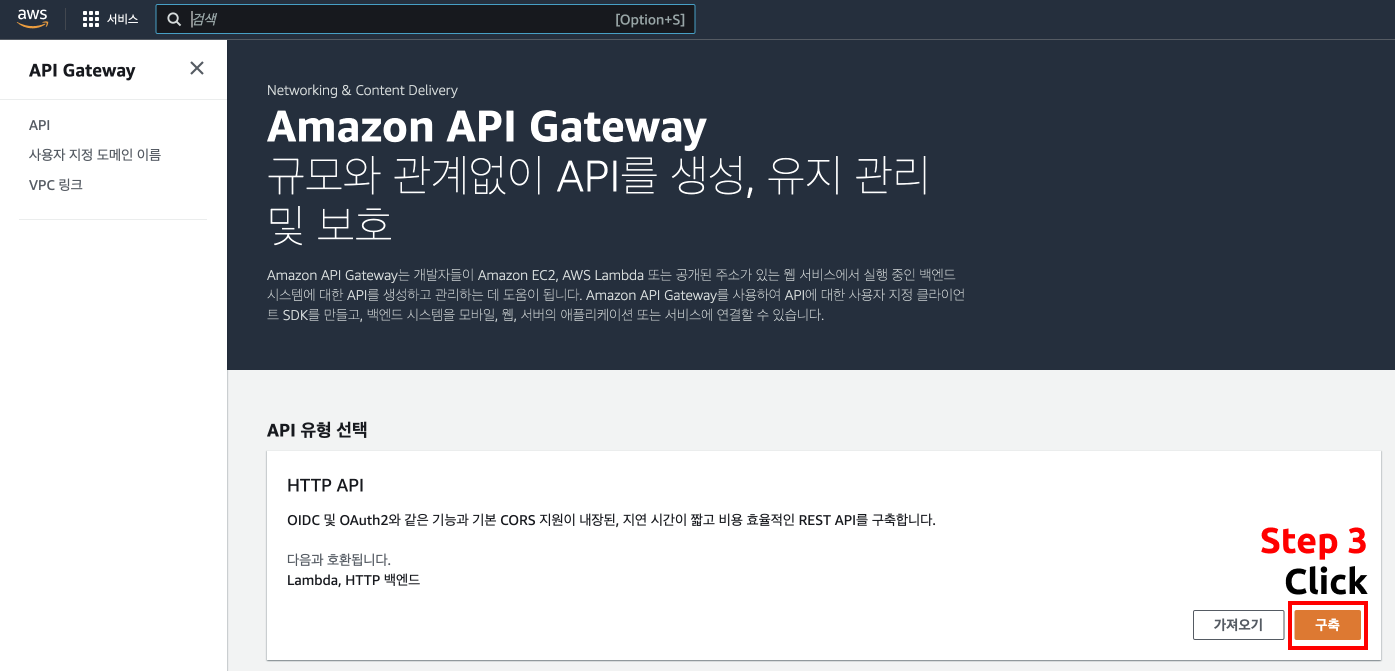 aws
서비스
검색
[Option+S]
API Gateway
API
사용자 지정 도메인 이름
VPC 링크
Networking & Content Delivery
Amazon API Gateway
규모와 관계없이 API를 생성, 유지 관리
및 보호
Amazon API Gateway는 개발자들이 Amazon EC2, AWS Lambda 또는 공개된 주소가 있는 웹 서비스에서 실행 중인 백엔드
시스템에 대한 API를 생성하고 관리하는 데 도움이 됩니다. Amazon API Gateway를 사용하여 API에 대한 사용자 지정 클라이언
트 SDK를 만들고, 백엔드 시스템을 모바일, 웹, 서버의 애플리케이션 또는 서비스에 연결할 수 있습니다.
API 유형 선택
HTTP API
OIDC 및 OAuth2와 같은 기능과 기본 CORS 지원이 내장된, 지연 시간이 짧고 비용 효율적인 REST API를 구축합니다.
다음과 호환됩니다.
Lambda, HTTP 백엔드
Step 3
Click
가져오기
구축